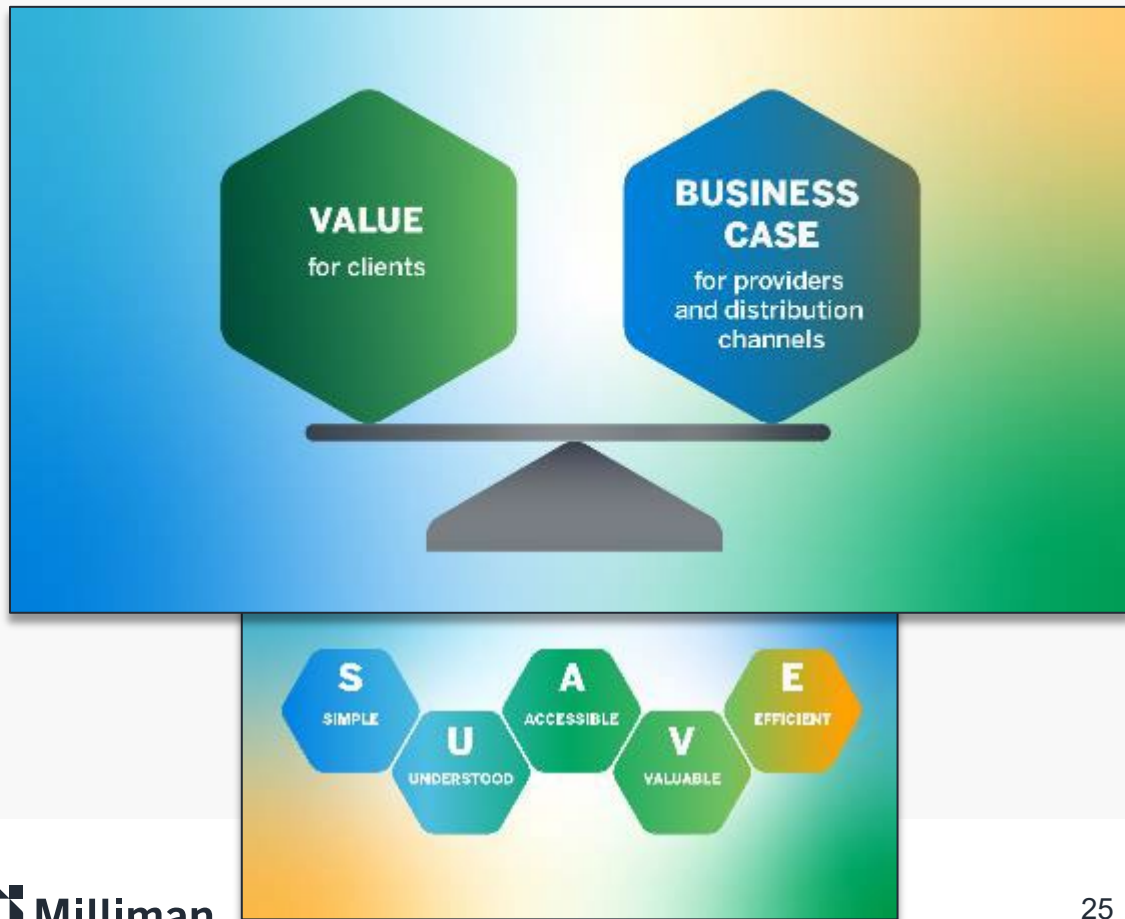 VALUE
for clients
BUSINESS
CASE
for providers
and distribution
channels
S
SIMPLE
U
UNDERSTOOD
A
ACCESSIBLE
V
VALUABLE
E
EFFICIENT
Milliman
25